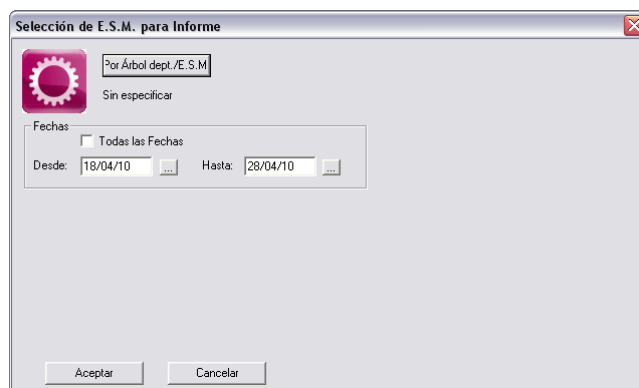 Selección de E.S.M. para Informe
Por Árbol dept./E.S.M
Sin especificar
Fechas
Todas las Fechas
Desde: 18/04/10 ... Hasta: 28/04/10 ...
Aceptar Cancelar